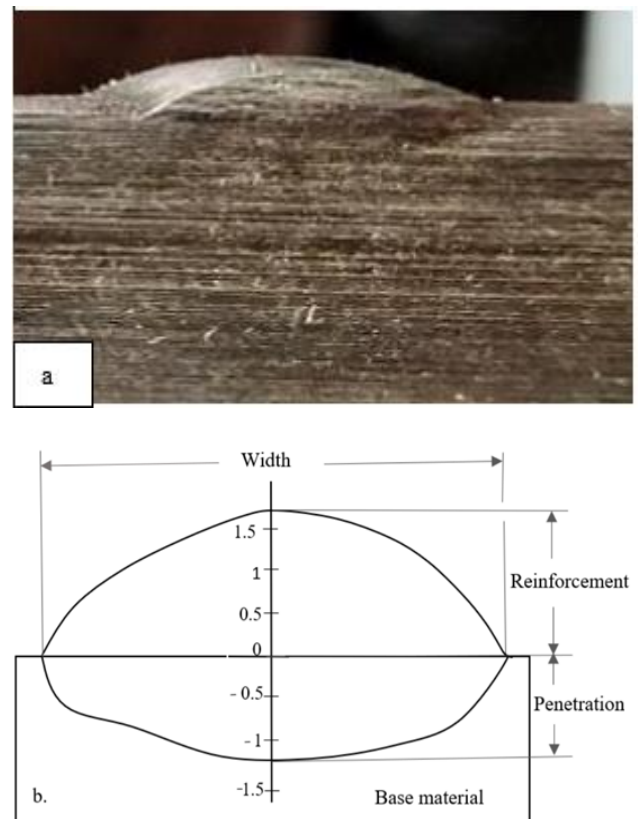 a
Width
1.5
1
Reinforcement
0.5
0
- 0.5
Penetration
- 1
-1.5
b.
Base material